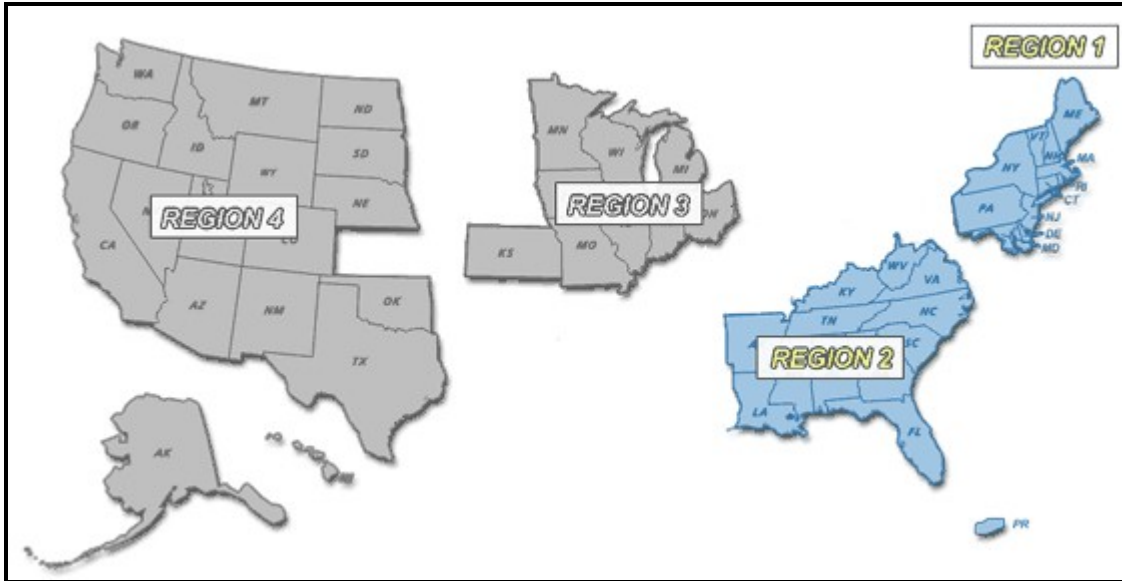 REGION 1
WA
MT
ND
OR
ID
SD
WY
NE
CA
CO
AZ
NM
OK
TX
AK
REGION 4
MN
WI
MI
OH
KS
MO
REGION 3
ME
VT
NH
MA
NY
RI
CT
PA
NJ
DE
MD
WV
VA
KY
NC
TN
SC
REGION 2
LA
FL
PR